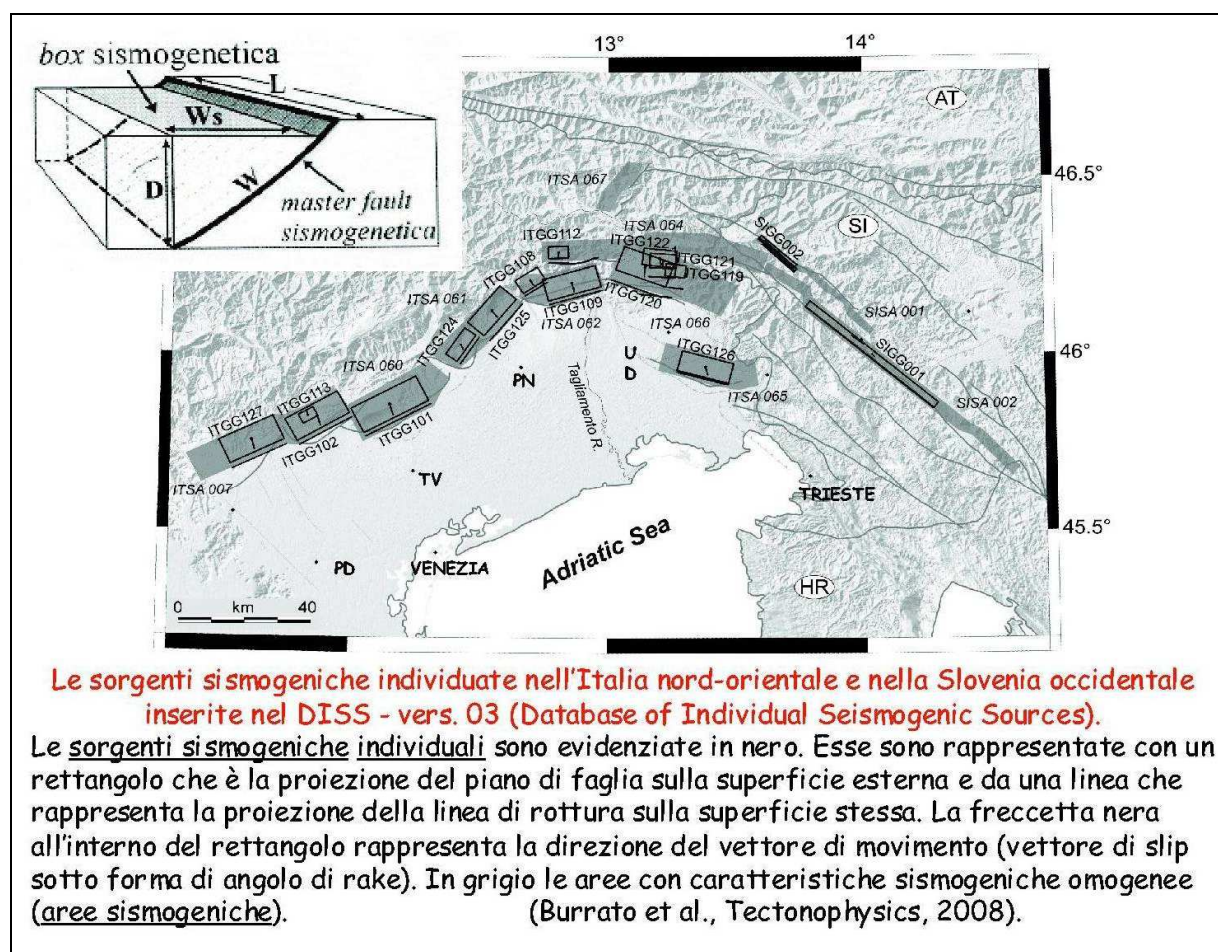 box sismogenetica
L
Ws
D
W
master fault
sismogenetica
13°
14°
AT
46.5°
ITSA 067
SI
ITSA 064
SIGG002
ITGG112
ITGG122
ITGG121
ITGG119
ITGG108
ITSA 061
ITGG120
SISA 001
ITGG109
ITGG125
ITSA 062
ITSA 066
ITGG124
SIGG001
46°
ITSA 060
UD
ITGG126
PN
Tagliamento R.
ITSA 065
SISA 002
ITGG113
ITGG127
ITGG101
ITGG102
ITSA 007
TV
TRIESTE
45.5°
Adriatic Sea
PD
VENEZIA
HR
0 km 40
Le sorgenti sismogeniche individuate nell'Italia nord-orientale e nella Slovenia occidentale
inserite nel DISS - vers. 03 (Database of Individual Seismogenic Sources).
Le sorgenti sismogeniche individuali sono evidenziate in nero. Esse sono rappresentate con un
rettangolo che è la proiezione del piano di faglia sulla superficie esterna e da una linea che
rappresenta la proiezione della linea di rottura sulla superficie stessa. La freccetta nera
all'interno del rettangolo rappresenta la direzione del vettore di movimento (vettore di slip
sotto forma di angolo di rake). In grigio le aree con caratteristiche sismogeniche omogenee
(aree sismogeniche). (Burrato et al., Tectonophysics, 2008).